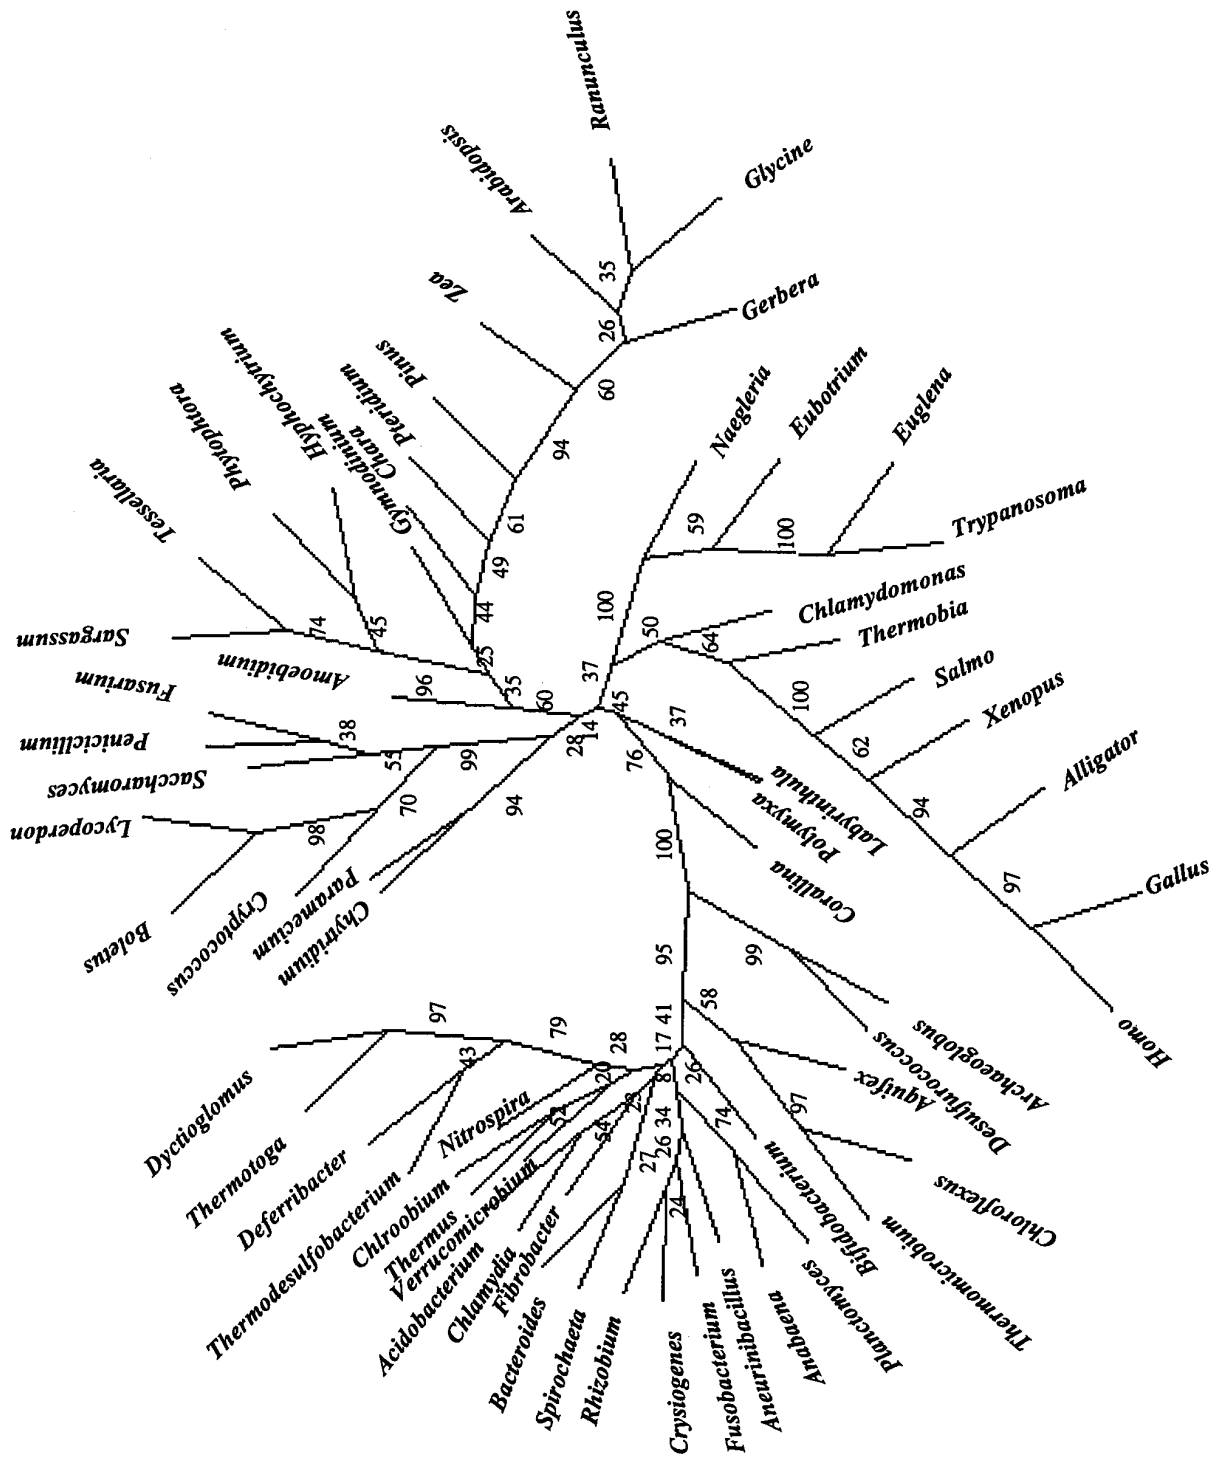 Ranunculus
Arabidopsis
Glycine
35
Zea
Gerbera
26
60
Pinus
Hyphochytrium
Pteridium
Phytophtora
Chara
Gymnodinium
94
Naegleria
Eubotrium
Euglena
Tessellaria
61
59
100
Trypanosoma
49
44
100
Chlamydomonas
Thermobia
74
45
50
64
Sargassum
25
Amoebidium
Salmo
Fusarium
96
35
60
37
45
100
Xenopus
37
Penicillium
38
14
28
55
99
76
62
Alligator
Saccharomyces
Labyrinthula
Polymyxa
Lycoperdon
70
94
94
98
100
Corallina
97
Gallus
Paramecium
Cryptococcus
Chytridium
Boletus
95
99
97
79
28
41
58
17
Homo
43
20
8
26
Archaeoglobus
Desulfurococcus
Aquifex
Dyctioglomus
Nitrospira
52
23
54
34
74
97
Thermotoga
27
26
Deferribacter
24
Bifidobacterium
Chloroflexus
Thermodesulfobacterium
Chlroobium
Thermus
Verrucomicrobium
Acidobacterium
Chlamydia
Fibrobacter
Thermomicrobium
Planctomyces
Anabaena
Bacteroides
Spirochaeta
Rhizobium
Crysiogenes
Fusobacterium
Aneurinibacillus